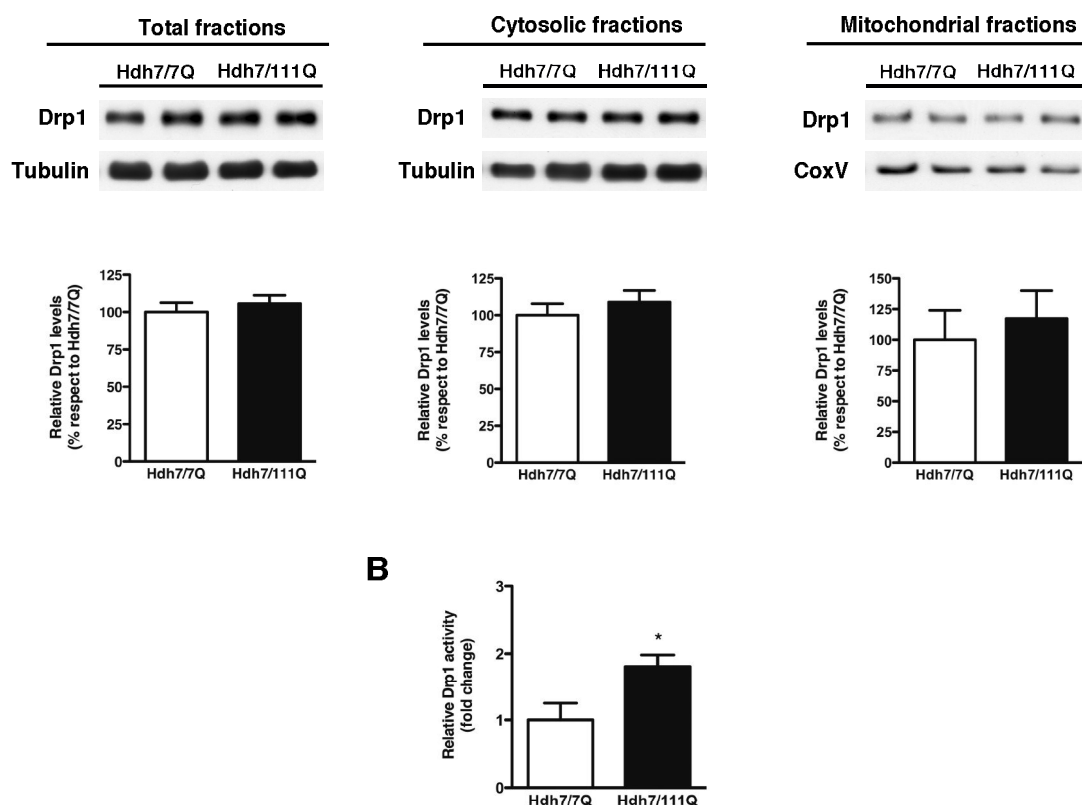 Total fractions
Hdh7/7Q Hdh7/111Q
Drp1
Tubulin
Relative Drp1 levels
(% respect to Hdh7/7Q)
125
100
75
50
25
0
Hdh7/7Q Hdh7/111Q
Cytosolic fractions
Hdh7/7Q Hdh7/111Q
Drp1
Tubulin
Relative Drp1 levels
(% respect to Hdh7/7Q)
125
100
75
50
25
0
Hdh7/7Q Hdh7/111Q
Mitochondrial fractions
Hdh7/7Q Hdh7/111Q
Drp1
CoxV
Relative Drp1 levels
(% respect to Hdh7/7Q)
150
125
100
75
50
25
0
Hdh7/7Q Hdh7/111Q
B
Relative Drp1 activity
(fold change)
3
2
1
0
*
Hdh7/7Q Hdh7/111Q